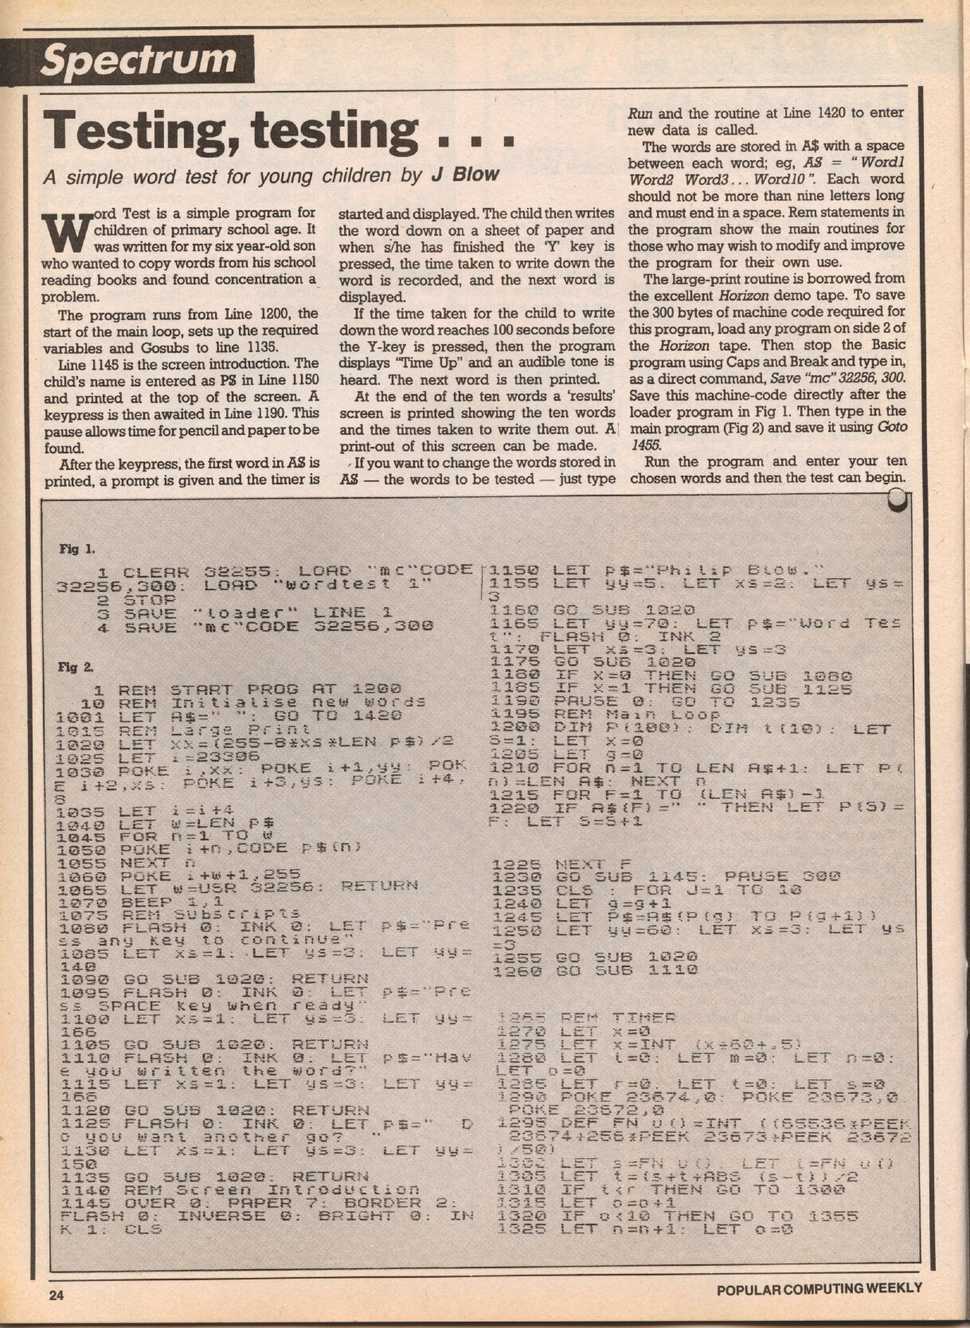 Spectrum
Testing, testing . . .
A simple word test for young children by J Blow
Word Test is a simple program for
children of primary school age. It
was written for my six year-old son
who wanted to copy words from his school
reading books and found concentration a
problem.
The program runs from Line 1200, the
start of the main loop, sets up the required
variables and Gosubs to line 1135.
Line 1145 is the screen introduction. The
child's name is entered as P$ in Line 1150
and printed at the top of the screen. A
keypress is then awaited in Line 1190. This
pause allows time for pencil and paper to be
found.
After the keypress, the first word in A$ is
printed, a prompt is given and the timer is
started and displayed. The child then writes
the word down on a sheet of paper and
when s/he has finished the 'Y' key is
pressed, the time taken to write down the
word is recorded, and the next word is
displayed.
If the time taken for the child to write
down the word reaches 100 seconds before
the Y-key is pressed, then the program
displays "Time Up" and an audible tone is
heard. The next word is then printed.
At the end of the ten words a 'results'
screen is printed showing the ten words
and the times taken to write them out. A
print-out of this screen can be made.
If you want to change the words stored in
A$ — the words to be tested — just type
Run and the routine at Line 1420 to enter
new data is called.
The words are stored in A$ with a space
between each word; eg, A$ = "Word1
Word2 Word3... Word10". Each word
should not be more than nine letters long
and must end in a space. Rem statements in
the program show the main routines for
those who may wish to modify and improve
the program for their own use.
The large-print routine is borrowed from
the excellent Horizon demo tape. To save
the 300 bytes of machine code required for
this program, load any program on side 2 of
the Horizon tape. Then stop the Basic
program using Caps and Break and type in,
as a direct command, Save "mc" 32256, 300.
Save this machine-code directly after the
loader program in Fig 1. Then type in the
main program (Fig 2) and save it using Goto
1455.
Run the program and enter your ten
chosen words and then the test can begin.
Fig 1.
1 CLEAR 32255: LOAD "mc"CODE
32256,300: LOAD "wordtest 1"
2 STOP
3 SAVE "loader" LINE 1
4 SAVE "mc"CODE 32256,300
Fig 2.
1 REM START PROG AT 1200
10 REM Initialise new words
1001 LET A$=" ": GO TO 1420
1015 REM Large Print
1020 LET xx=(255-8*xs*LEN p$)/2
1025 LET i=23306
1030 POKE i,xx: POKE i+1,yy: POK
E i+2,xs: POKE i+3,ys: POKE i+4,
8
1035 LET i=i+4
1040 LET w=LEN p$
1045 FOR n=1 TO w
1050 POKE i+n,CODE p$(n)
1055 NEXT n
1060 POKE i+w+1,255
1065 LET w=USR 32256: RETURN
1070 BEEP 1,1
1075 REM Subscripts
1080 FLASH 0: INK 0: LET p$="Pre
ss any key to continue"
1085 LET xs=1: LET ys=3: LET yy=
140
1090 GO SUB 1020: RETURN
1095 FLASH 0: INK 0: LET p$="Pre
ss SPACE key when ready"
1100 LET xs=1: LET ys=3: LET yy=
166
1105 GO SUB 1020: RETURN
1110 FLASH 0: INK 0: LET p$="Hav
e you written the word?"
1115 LET xs=1: LET ys=3: LET yy=
166
1120 GO SUB 1020: RETURN
1125 FLASH 0: INK 0: LET p$="  D
o you want another go?  "
1130 LET xs=1: LET ys=3: LET yy=
150
1135 GO SUB 1020: RETURN
1140 REM Screen Introduction
1145 OVER 0: PAPER 7: BORDER 2:
FLASH 0: INVERSE 0: BRIGHT 0: IN
K 1: CLS
1150 LET p$="Philip Blow."
1155 LET yy=5: LET xs=2: LET ys=
3
1160 GO SUB 1020
1165 LET yy=70: LET p$="Word Tes
t": FLASH 0: INK 2
1170 LET xs=3: LET ys=3
1175 GO SUB 1020
1180 IF x=0 THEN GO SUB 1080
1185 IF x=1 THEN GO SUB 1125
1190 PAUSE 0: GO TO 1235
1195 REM Main Loop
1200 DIM P(100): DIM t(10): LET
S=1: LET x=0
1205 LET g=0
1210 FOR n=1 TO LEN A$+1: LET P(
n)=LEN A$: NEXT n
1215 FOR F=1 TO (LEN A$)-1
1220 IF A$(F)=" " THEN LET P(S)=
F: LET S=S+1
1225 NEXT F
1230 GO SUB 1145: PAUSE 300
1235 CLS : FOR J=1 TO 10
1240 LET g=g+1
1245 LET P$=A$(P(g) TO P(g+1))
1250 LET yy=60: LET xs=3: LET ys
=3
1255 GO SUB 1020
1260 GO SUB 1110
1265 REM TIMER
1270 LET x=0
1275 LET x=INT (x+60+.5)
1280 LET t=0: LET m=0: LET n=0:
LET o=0
1285 LET r=0: LET t=0: LET s=0
1290 POKE 23674,0: POKE 23673,0:
POKE 23672,0
1295 DEF FN u()=INT ((65536*PEEK
23674+256*PEEK 23673+PEEK 23672
)/50)
LET s=FN u(): LET t=FN u()
1305 LET t=(s+t+ABS (s-t))/2
1310 IF t<r THEN GO TO 1300
1315 LET o=o+1
1320 IF o<10 THEN GO TO 1355
1325 LET n=n+1: LET o=0
24
POPULAR COMPUTING WEEKLY